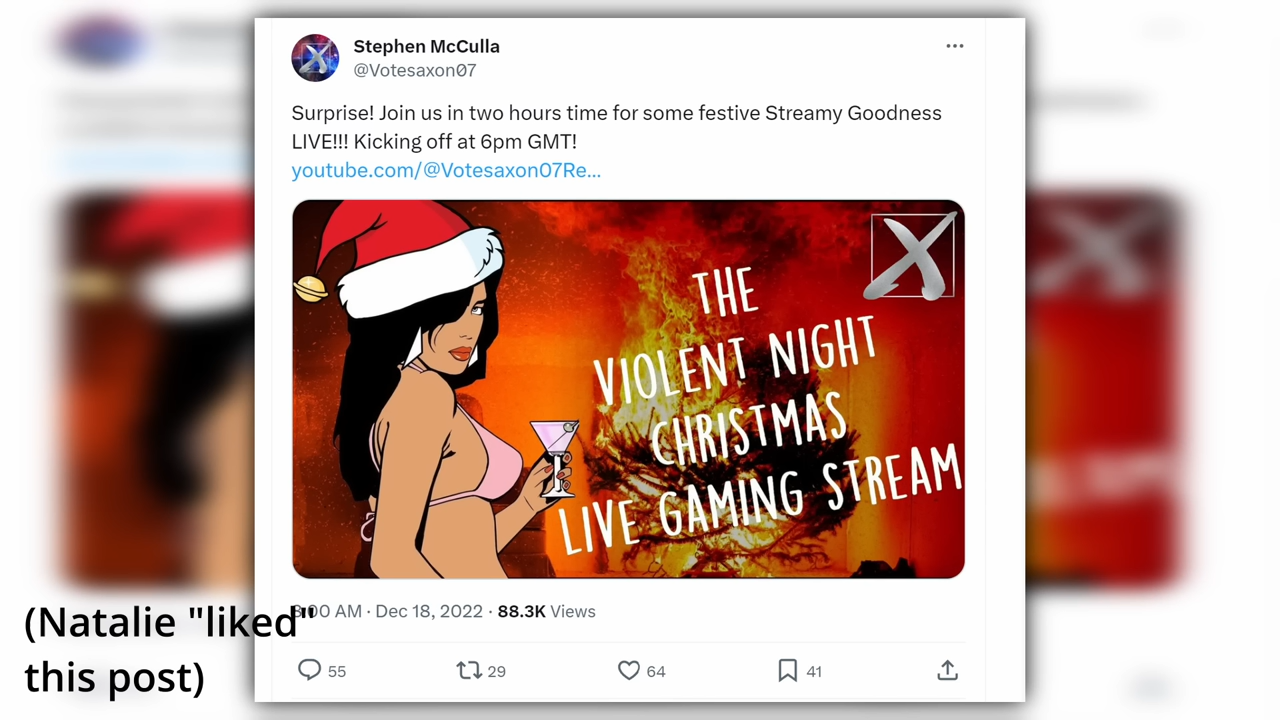 Stephen McCulla
@Votesaxon07
Surprise! Join us in two hours time for some festive Streamy Goodness
LIVE!!! Kicking off at 6pm GMT!
youtube.com/@Votesaxon07Re...
THE
VIOLENT NIGHT
CHRISTMAS
LIVE GAMING STREAM
:00 AM · Dec 18, 2022 · 88.3K Views
(Natalie "liked"
this post)
55 29 64 41